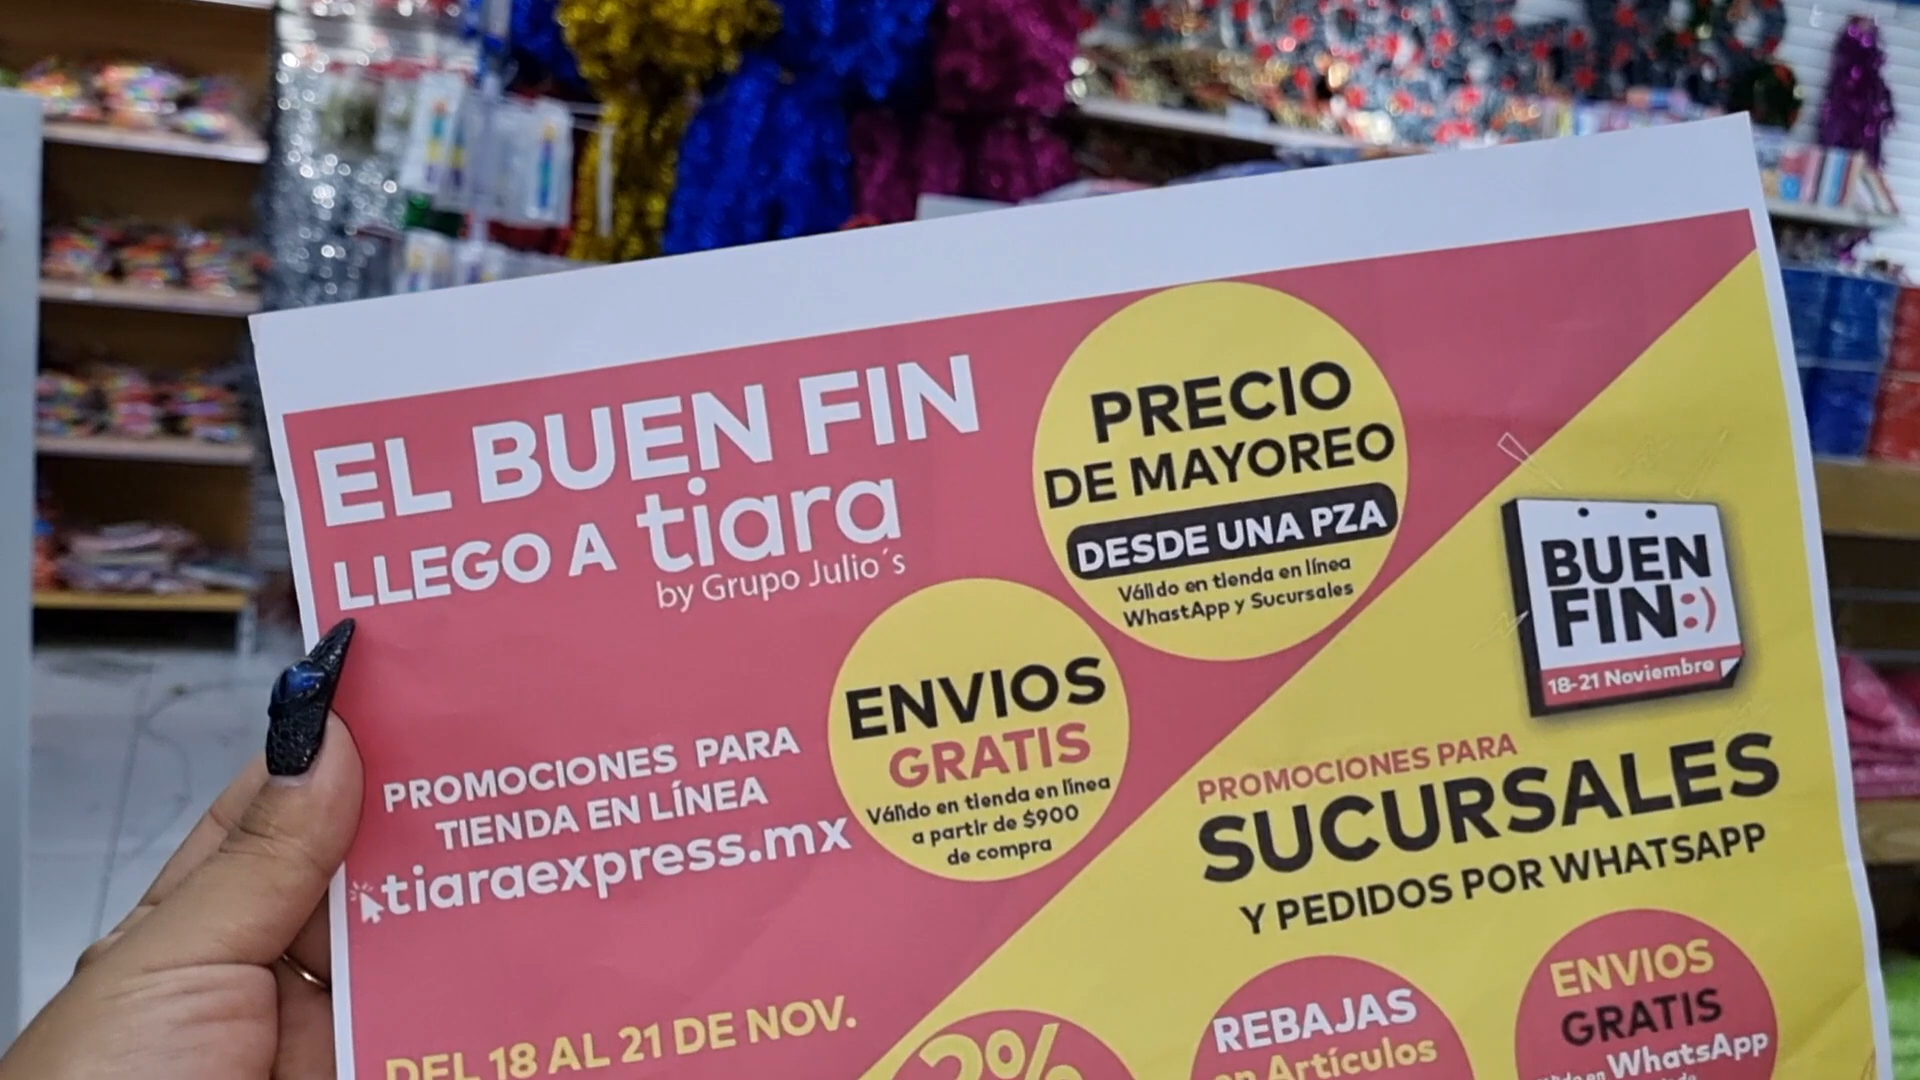 EL BUEN FIN
LLEGO A tiara
by Grupo Julio´s
PRECIO
DE MAYOREO
DESDE UNA PZA
Válido en tienda en línea
WhastApp y Sucursales
ENVIOS
GRATIS
Válido en tienda en línea
a partir de $900
de compra
PROMOCIONES PARA
TIENDA EN LÍNEA
tiaraexpress.mx
DEL 18 AL 21 DE NOV.
BUEN
FIN:)
18-21 Noviembre
PROMOCIONES PARA
SUCURSALES
Y PEDIDOS POR WHATSAPP
2%
REBAJAS
en Artículos
ENVIOS
GRATIS
WhatsApp